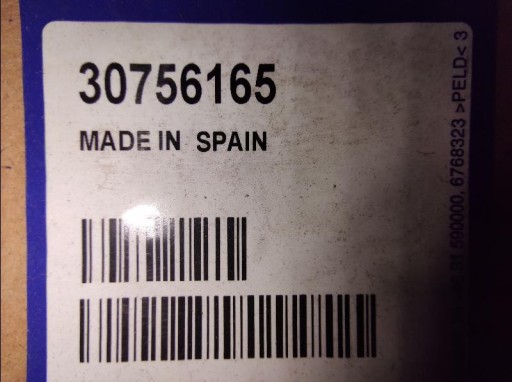 30756165
MADE IN SPAIN
590000, 6768323 >PELD< 3